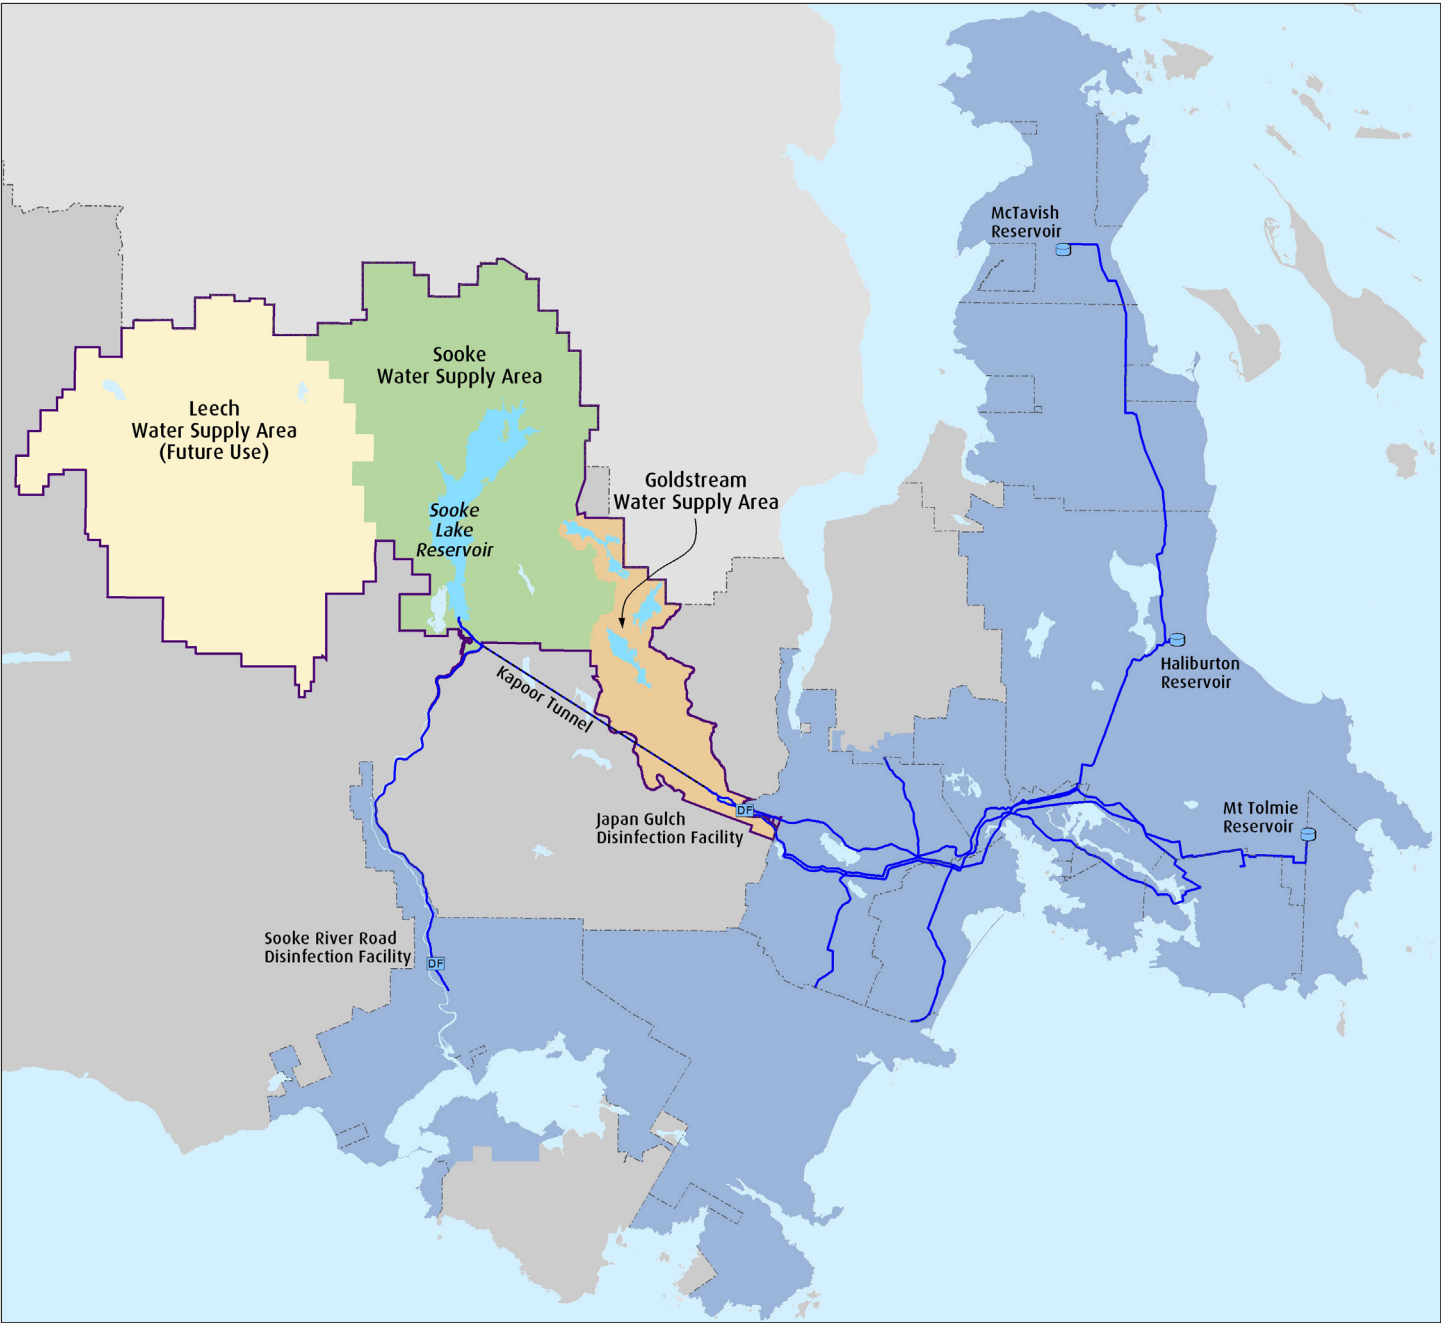 McTavish
Reservoir
Sooke
Water Supply Area
Leech
Water Supply Area
(Future Use)
Goldstream
Water Supply Area
Sooke
Lake
Reservoir
Kapoor Tunnel
Haliburton
Reservoir
Mt Tolmie
Reservoir
DF
Japan Gulch
Disinfection Facility
Sooke River Road
Disinfection Facility
DF